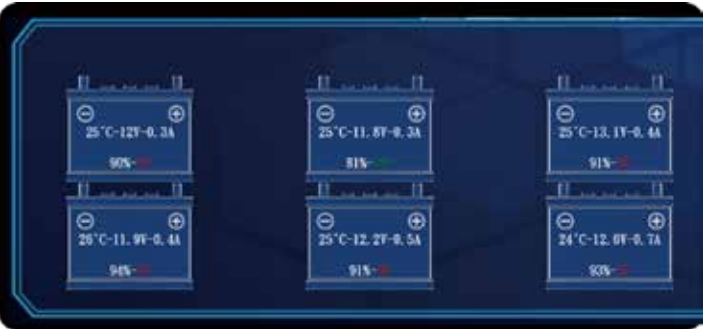 25°C-12V-0.3A
25°C-11.8V-0.3A
25°C-13.1V-0.4A
90%-
81%-
91%-
26°C-11.9V-0.4A
25°C-12.2V-0.5A
24°C-12.6V-0.7A
94%-
91%-
93%-